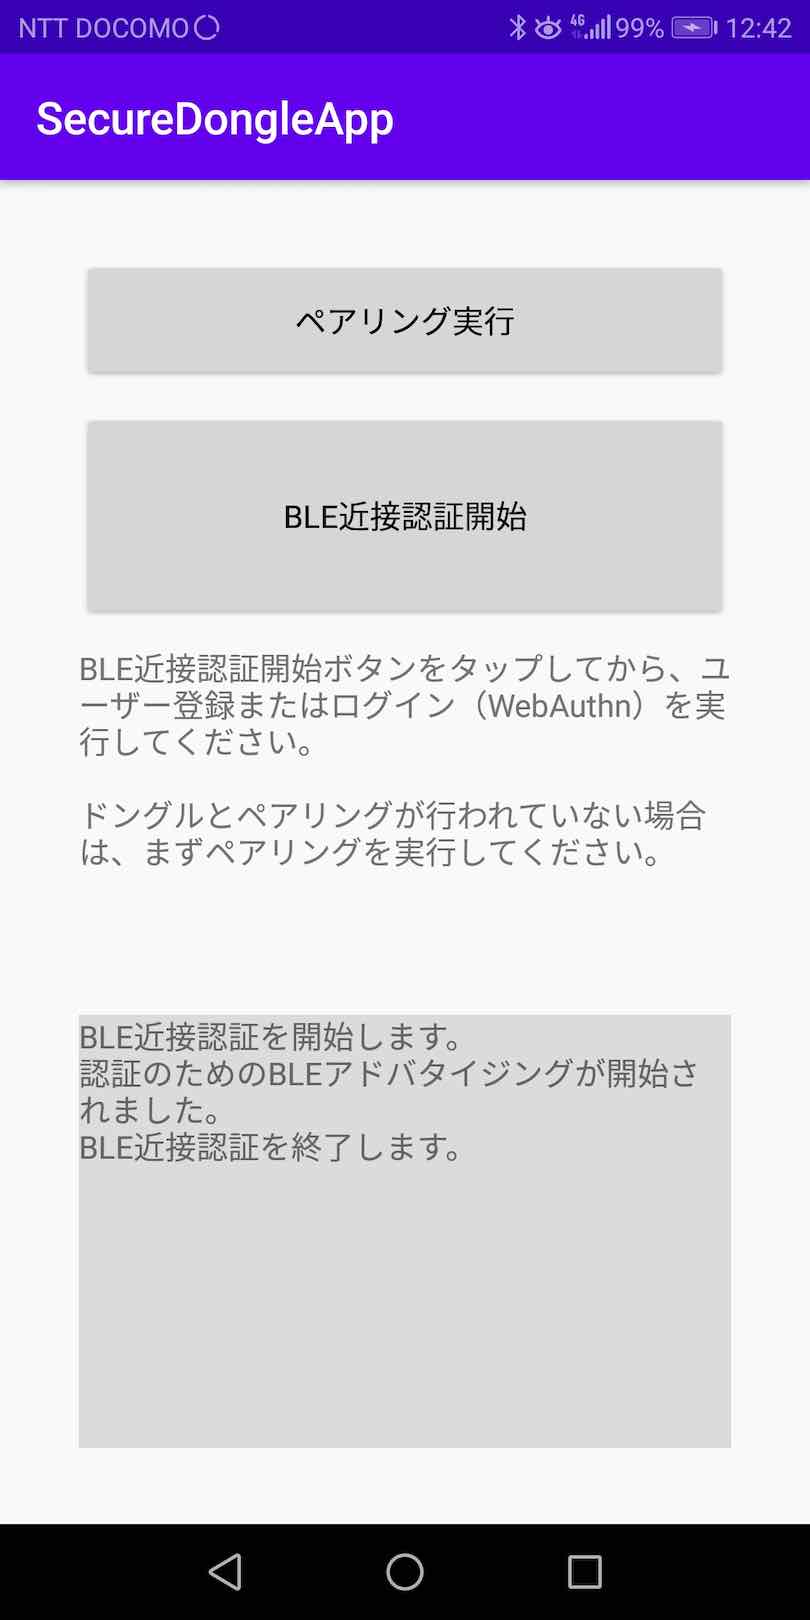 NTT DOCOMO 4G 99% 12:42
SecureDongleApp
ペアリング実行
BLE近接認証開始
BLE近接認証開始ボタンをタップしてから、ユ
ーザー登録またはログイン（WebAuthn）を実
行してください。
ドングルとペアリングが行われていない場合
は、まずペアリングを実行してください。
BLE近接認証を開始します。
認証のためのBLEアドバタイジングが開始さ
れました。
BLE近接認証を終了します。